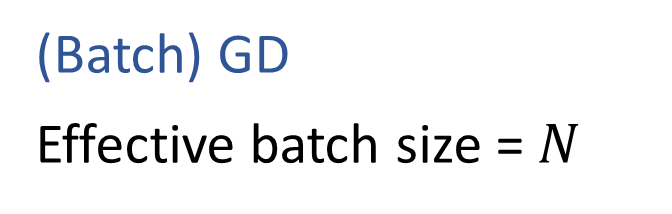 (Batch) GD
Effective batch size = N